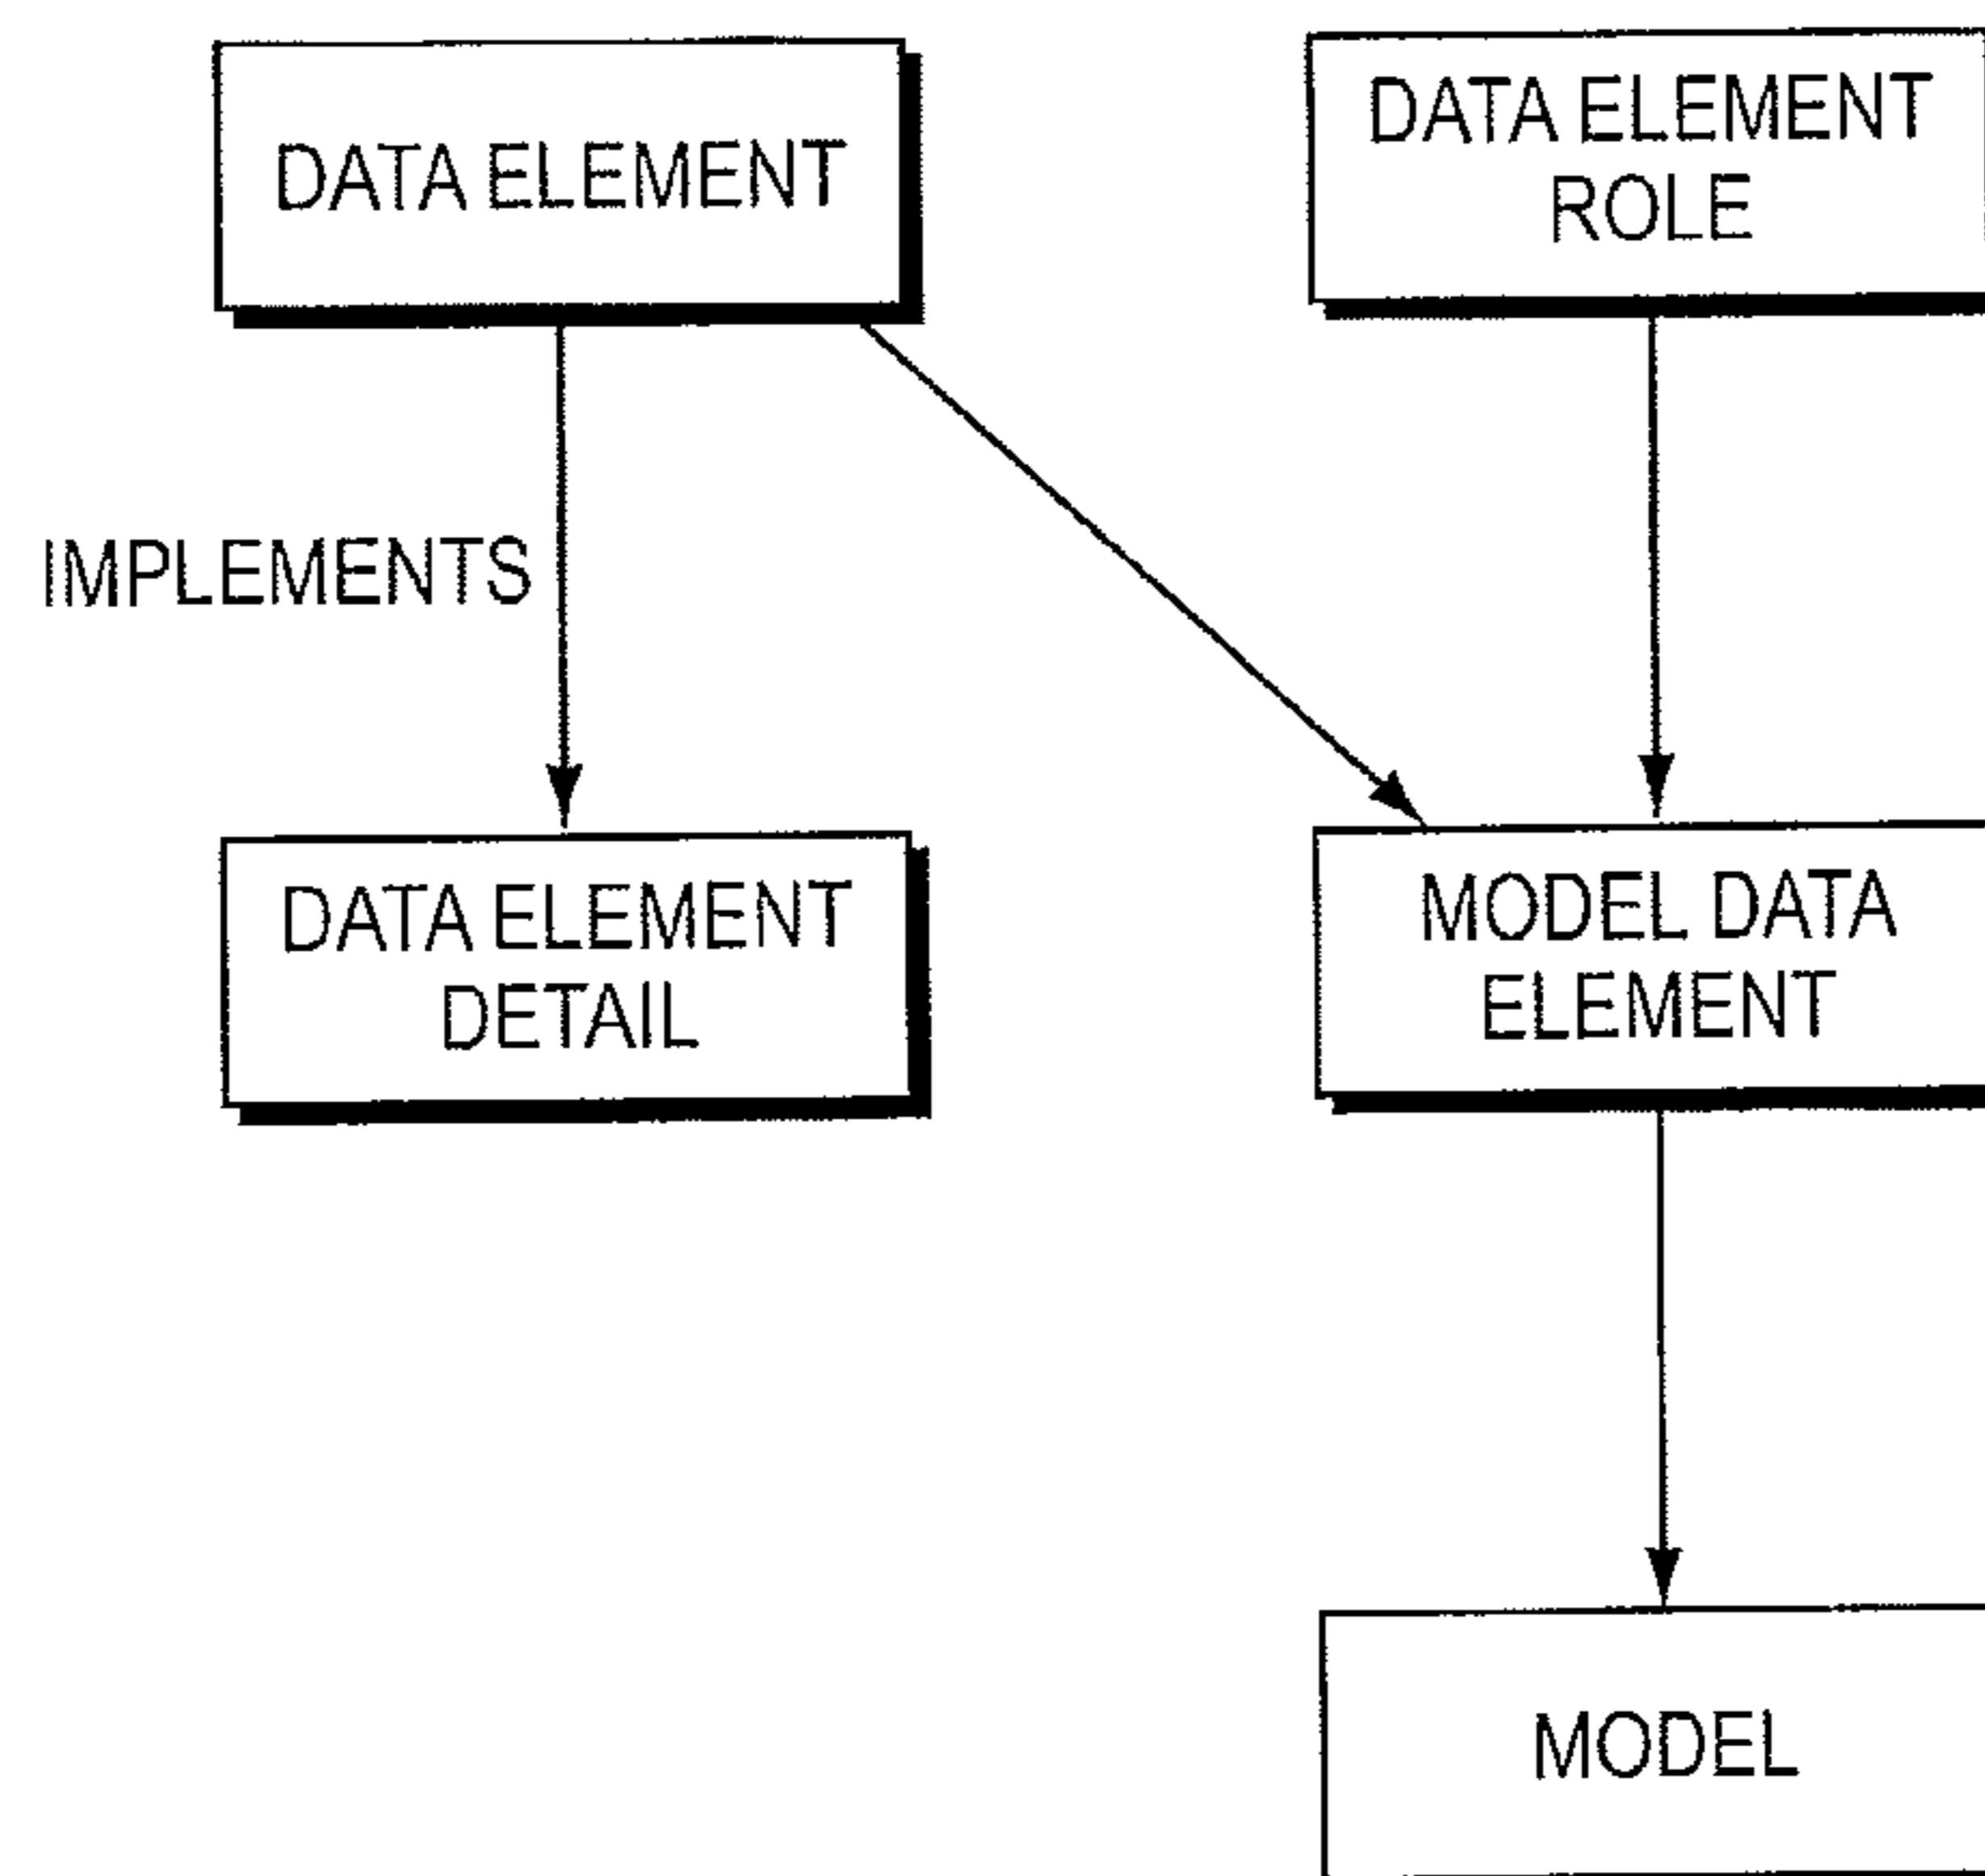 DATA ELEMENT
DATA ELEMENT
ROLE
IMPLEMENTS
DATA ELEMENT
DETAIL
MODEL DATA
ELEMENT
MODEL